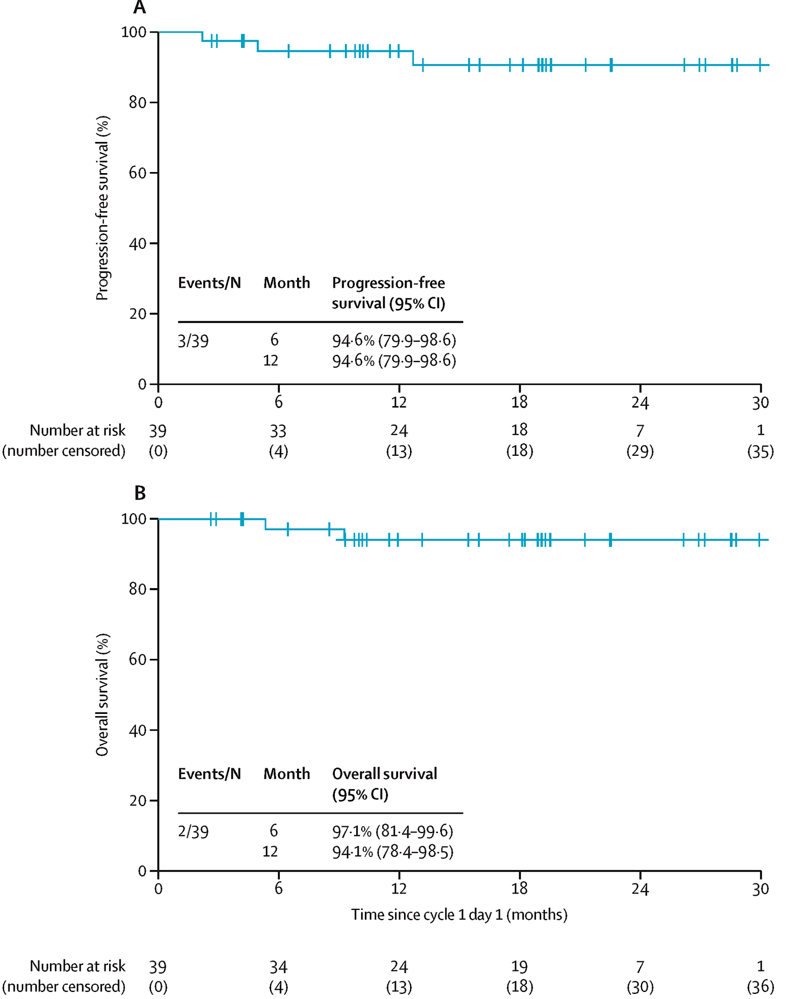 A
100
80
60
40
20
0
Progression-free survival (%)
Events/N Month Progression-free
survival (95% CI)
3/39 6 94·6% (79·9–98·6)
12 94·6% (79·9–98·6)
0 6 12 18 24 30
Number at risk 39 33 24 18 7 1
(number censored) (0) (4) (13) (18) (29) (35)
B
100
80
60
40
20
0
Overall survival (%)
Events/N Month Overall survival
(95% CI)
2/39 6 97·1% (81·4–99·6)
12 94·1% (78·4–98·5)
0 6 12 18 24 30
Time since cycle 1 day 1 (months)
Number at risk 39 34 24 19 7 1
(number censored) (0) (4) (13) (18) (30) (36)